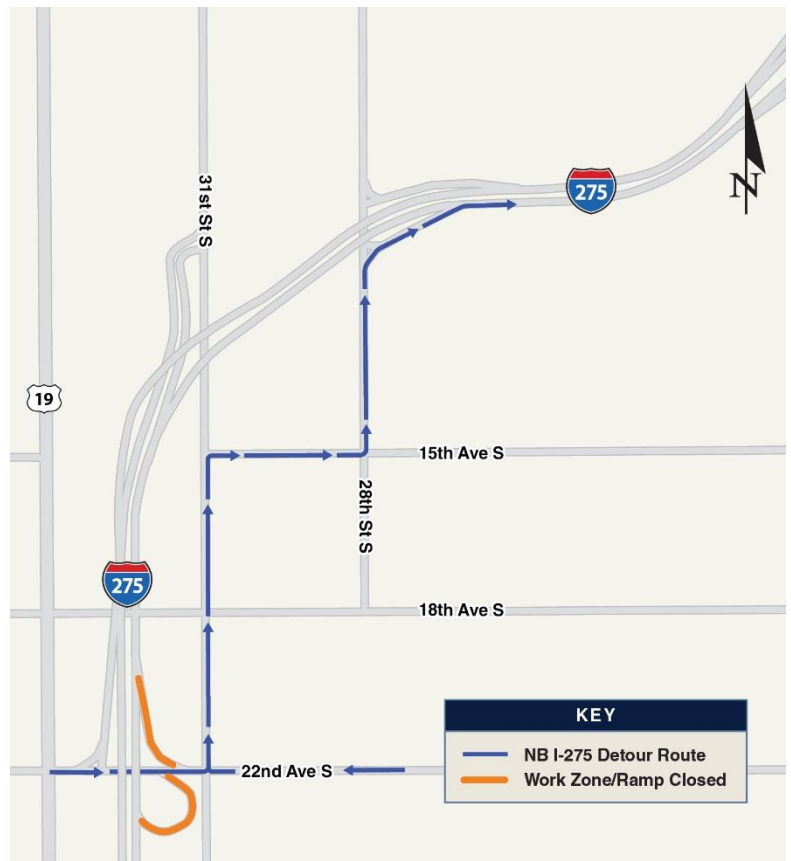 31st St S
275
N
19
15th Ave S
28th St S
275
18th Ave S
KEY
NB I-275 Detour Route
22nd Ave S
Work Zone/Ramp Closed